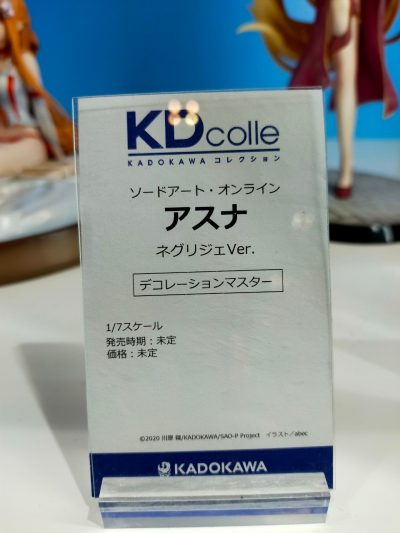 KDcolle
KADOKAWA コレクション
ソードアート・オンライン
アスナ
ネグリジェVer.
デコレーションマスター
1/7スケール
発売時期：未定
価格：未定
©2020 川原 礫/KADOKAWA/SAO-P Project　イラスト／abec
KADOKAWA